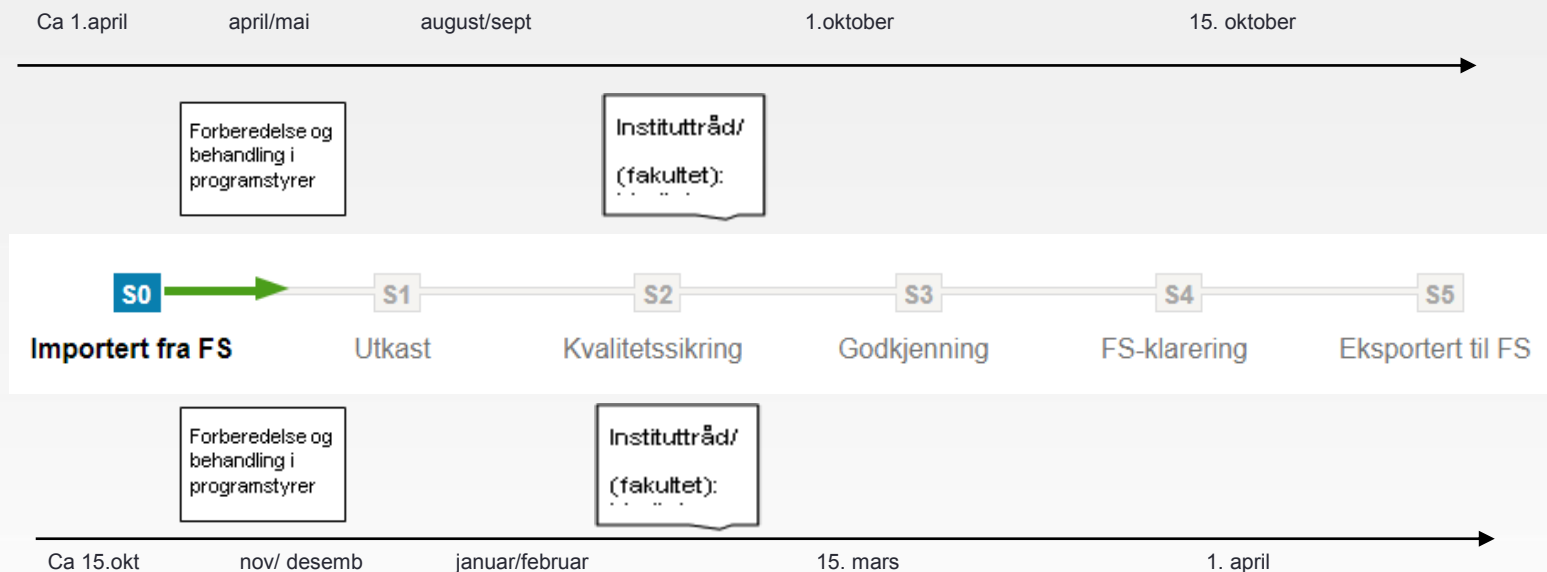 Ca 1.april april/mai august/sept 1.oktober 15. oktober
Forberedelse og
behandling i
programstyrer
Instituttråd/
(fakultet):
S0 S1 S2 S3 S4 S5
Importert fra FS Utkast Kvalitetssikring Godkjenning FS-klarering Eksportert til FS
Forberedelse og
behandling i
programstyrer
Instituttråd/
(fakultet):
Ca 15.okt nov/ desemb januar/februar 15. mars 1. april